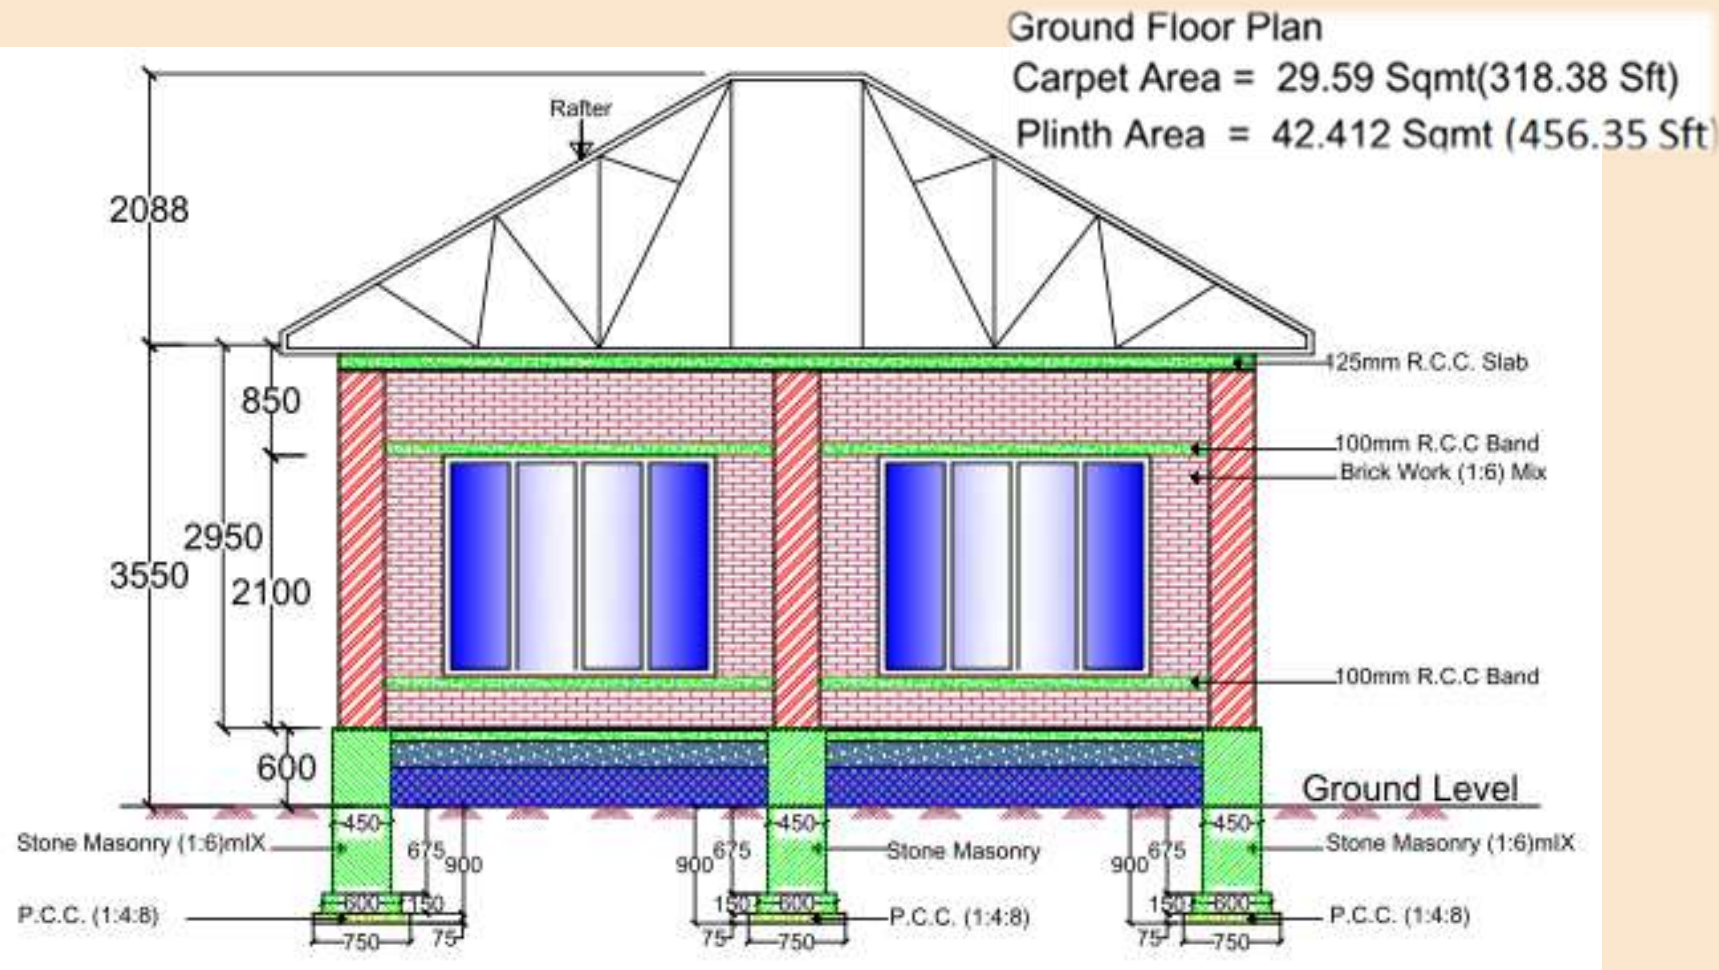 Ground Floor Plan
Carpet Area = 29.59 Sqmt(318.38 Sft)
Plinth Area = 42.412 Sqmt (456.35 Sft)
Rafter
2088
125mm R.C.C. Slab
850
100mm R.C.C Band
Brick Work (1:6) Mix
2950
3550
2100
100mm R.C.C Band
600
Ground Level
450 450 450
Stone Masonry (1:6)mIX 675 900 900 675 Stone Masonry 900 675 Stone Masonry (1:6)mIX
600 150 150 600 150 600
P.C.C. (1:4:8) P.C.C. (1:4:8) P.C.C. (1:4:8)
750 75 75 750 75 750